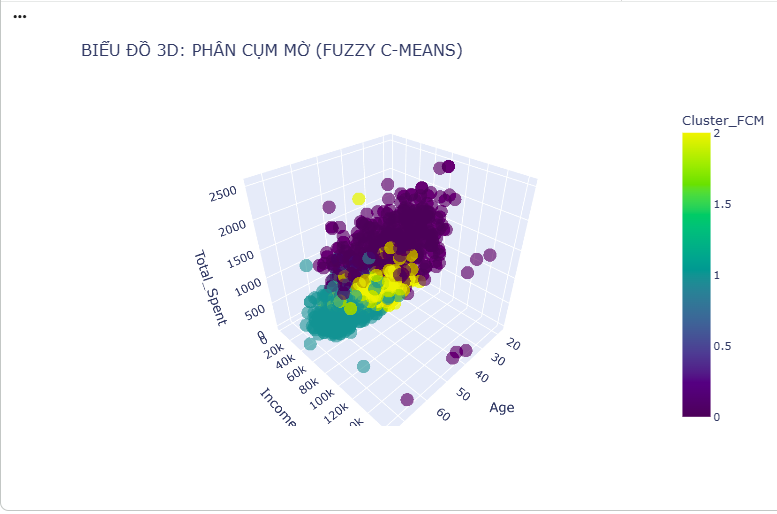 •••
BIỂU ĐỒ 3D: PHÂN CỤM MỜ (FUZZY C-MEANS)
Cluster_FCM
2
1.5
1
0.5
0
2500
2000
1500
1000
500
0
Total_Spent
0
20k
40k
60k
80k
100k
120k
Income
20
30
40
50
60
Age